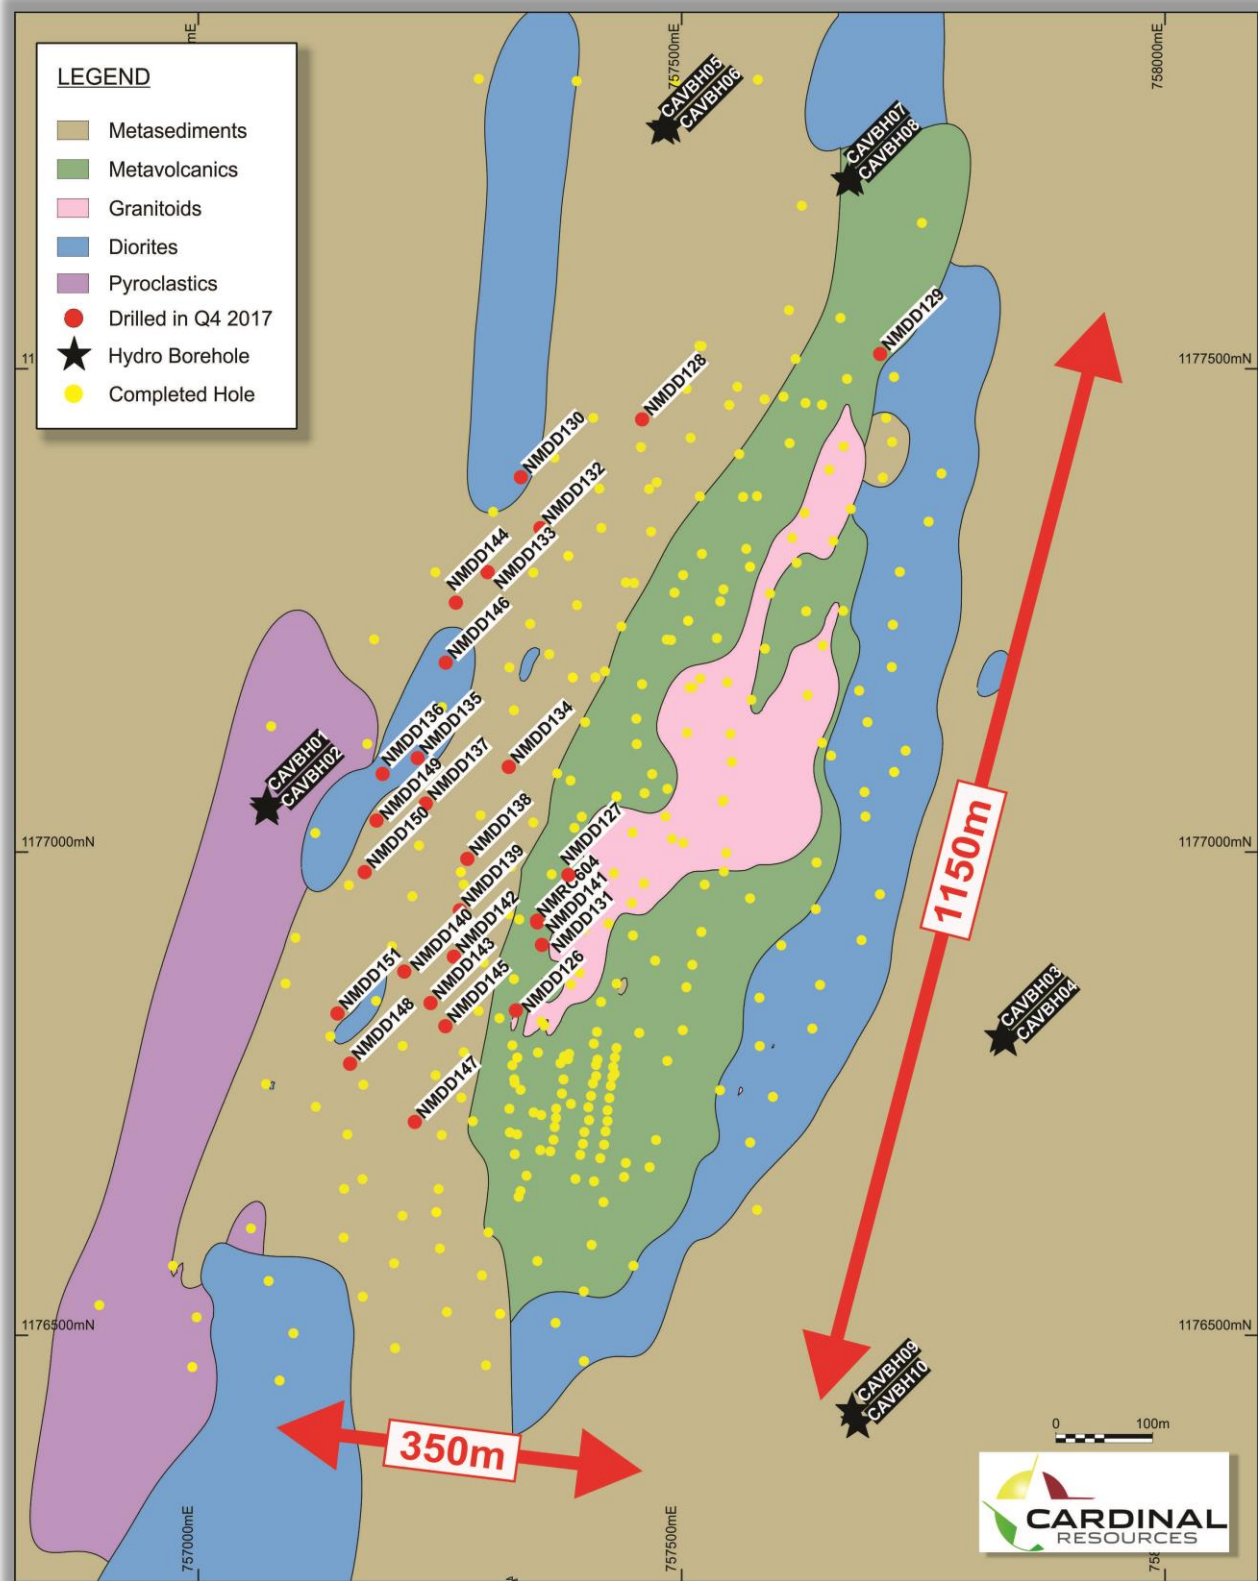 mE
757500mE
758000mE
LEGEND
Metasediments
Metavolcanics
Granitoids
Diorites
Pyroclastics
Drilled in Q4 2017
Hydro Borehole
Completed Hole
CAVBH05
CAVBH06
CAVBH07
CAVBH08
NMDD129
11
1177500mN
NMDD128
NMDD130
NMDD132
NMDD133
NMDD144
NMDD146
NMDD136
NMDD135
NMDD134
CAVBH01
CAVBH02
NMDD149
NMDD137
NMDD150
NMDD138
NMDD127
1177000mN
1177000mN
1150m
NMDD139
NMRC604
NMDD141
NMDD131
NMDD140
NMDD142
NMDD143
NMDD145
NMDD126
NMDD151
NMDD148
NMDD147
CAVBH03
CAVBH04
1176500mN
1176500mN
CAVBH09
CAVBH10
350m
0 100m
CARDINAL
RESOURCES
757000mE
757500mE
758